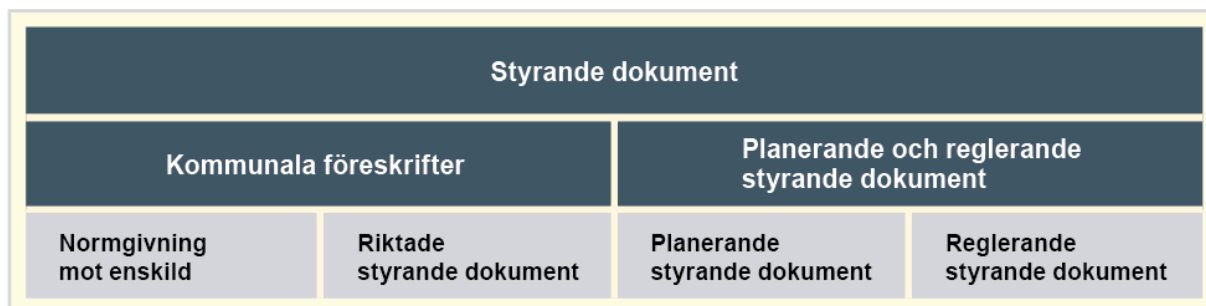 Styrande dokument
Kommunala föreskrifter
Planerande och reglerande
styrande dokument
Normgivning
mot enskild
Riktade
styrande dokument
Planerande
styrande dokument
Reglerande
styrande dokument